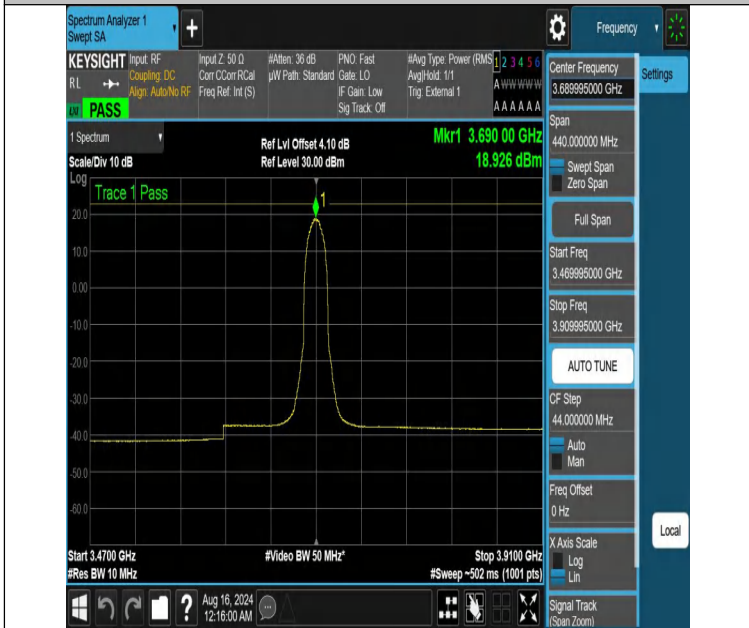 Spectrum Analyzer 1
Swept SA
+
Frequency
KEYSIGHT
RL
PASS
Input: RF
Coupling: DC
Align: Auto/No RF
Input Z: 50 Ω
Corr CCorr RCal
Freq Ref: Int (S)
#Atten: 36 dB
µW Path: Standard
PNO: Fast
Gate: LO
IF Gain: Low
Sig Track: Off
#Avg Type: Power (RMS
Avg|Hold: 1/1
Trig: External 1
1 2 3 4 5 6
A W W W W W
A A A A A A
Center Frequency
3.689995000 GHz
Settings
Span
440.000000 MHz
Swept Span
Zero Span
Full Span
Start Freq
3.469995000 GHz
Stop Freq
3.909995000 GHz
AUTO TUNE
CF Step
44.000000 MHz
Auto
Man
Freq Offset
0 Hz
X Axis Scale
Log
Lin
Signal Track
(Span Zoom)
Local
1 Spectrum
Scale/Div 10 dB
Ref Lvl Offset 4.10 dB
Ref Level 30.00 dBm
Mkr1 3.690 00 GHz
18.926 dBm
Log
Trace 1 Pass
1
20.0
10.0
0.00
-10.0
-20.0
-30.0
-40.0
-50.0
-60.0
Start 3.4700 GHz
#Res BW 10 MHz
#Video BW 50 MHz*
Stop 3.9100 GHz
#Sweep ~502 ms (1001 pts)
?
Aug 16, 2024
12:16:00 AM